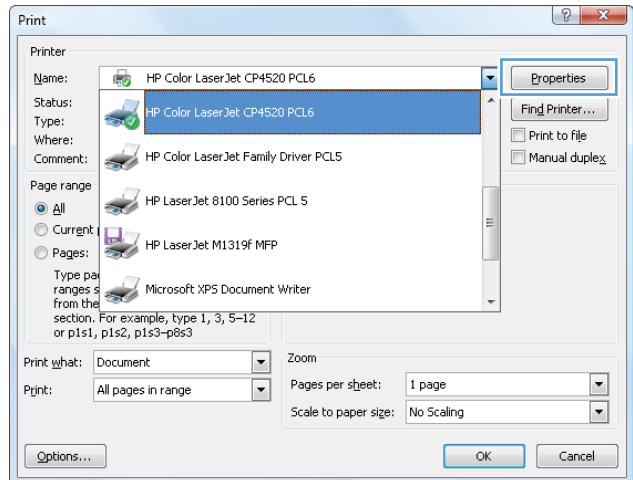 Print
Printer
Name:
HP Color LaserJet CP4520 PCL6
Properties
Status:
HP Color LaserJet CP4520 PCL6
Find Printer...
Type:
Where:
Print to file
Comment:
HP Color LaserJet Family Driver PCL5
Manual duplex
Page range
All
HP LaserJet 8100 Series PCL 5
Current
Pages:
HP LaserJet M1319f MFP
Type
ranges
Microsoft XPS Document Writer
from the
section. For example, type 1, 3, 5–12
or p1s1, p1s2, p1s3–p8s3
Print what:
Document
Zoom
Print:
All pages in range
Pages per sheet:
1 page
Scale to paper size:
No Scaling
Options...
OK
Cancel